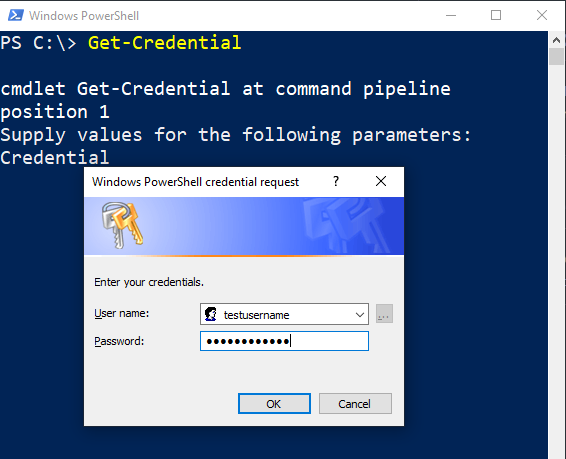 Windows PowerShell
PS C:\> Get-Credential
cmdlet Get-Credential at command pipeline
position 1
Supply values for the following parameters:
Credential
Windows PowerShell credential request
Enter your credentials.
User name: testusername ...
Password: ●●●●●●●●●●●●
OK Cancel